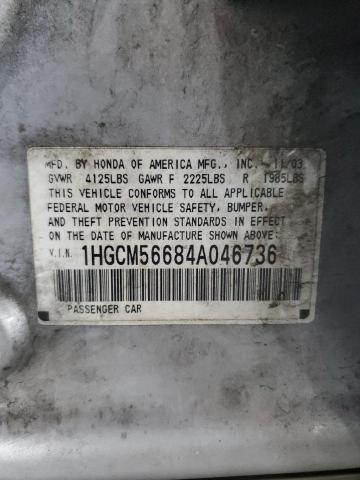 MFD. BY HONDA OF AMERICA MFG., INC. 11/03
GVWR 4125LBS GAWR F 2225LBS R 1985LBS
THIS VEHICLE CONFORMS TO ALL APPLICABLE
FEDERAL MOTOR VEHICLE SAFETY, BUMPER,
AND THEFT PREVENTION STANDARDS IN EFFECT
ON THE DATE OF MANUFACTURE SHOWN ABOVE:
V.I.N. 1HGCM56684A046736
PASSENGER CAR